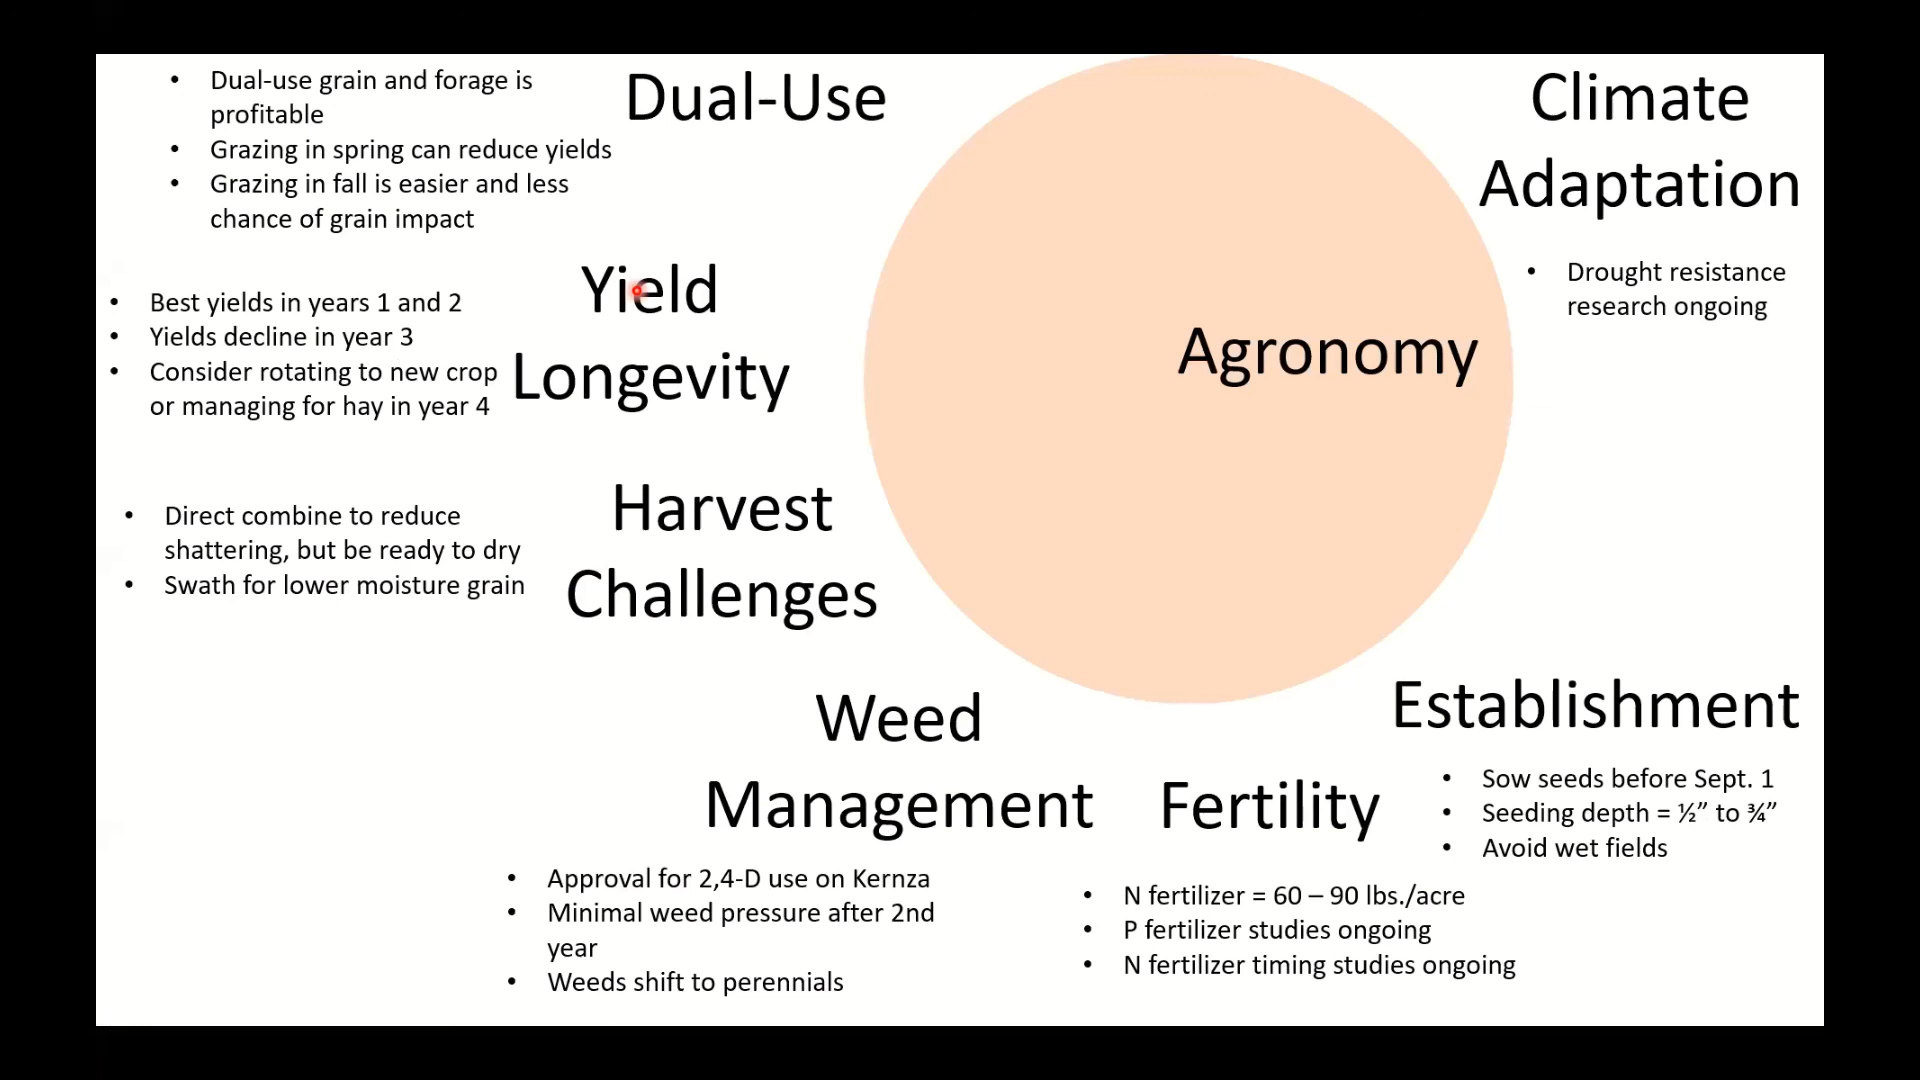 Dual-Use
• Dual-use grain and forage is
profitable
• Grazing in spring can reduce yields
• Grazing in fall is easier and less
chance of grain impact
Yield
Longevity
• Best yields in years 1 and 2
• Yields decline in year 3
• Consider rotating to new crop
or managing for hay in year 4
Harvest
Challenges
• Direct combine to reduce
shattering, but be ready to dry
• Swath for lower moisture grain
Weed
Management
• Approval for 2,4-D use on Kernza
• Minimal weed pressure after 2nd
year
• Weeds shift to perennials
Fertility
• N fertilizer = 60 – 90 lbs./acre
• P fertilizer studies ongoing
• N fertilizer timing studies ongoing
Establishment
• Sow seeds before Sept. 1
• Seeding depth = ½” to ¾”
• Avoid wet fields
Agronomy
Climate
Adaptation
• Drought resistance
research ongoing